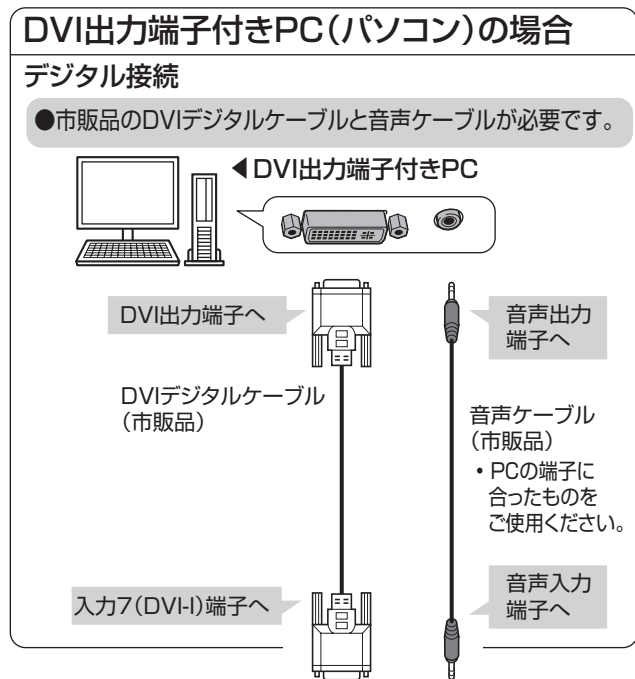 DVI出力端子付きPC（パソコン）の場合
デジタル接続
●市販品のDVIデジタルケーブルと音声ケーブルが必要です。
◀DVI出力端子付きPC
DVI出力端子へ
音声出力
端子へ
DVIデジタルケーブル
（市販品）
音声ケーブル
（市販品）
・PCの端子に
合ったものを
ご使用ください。
入力7（DVI-I）端子へ
音声入力
端子へ